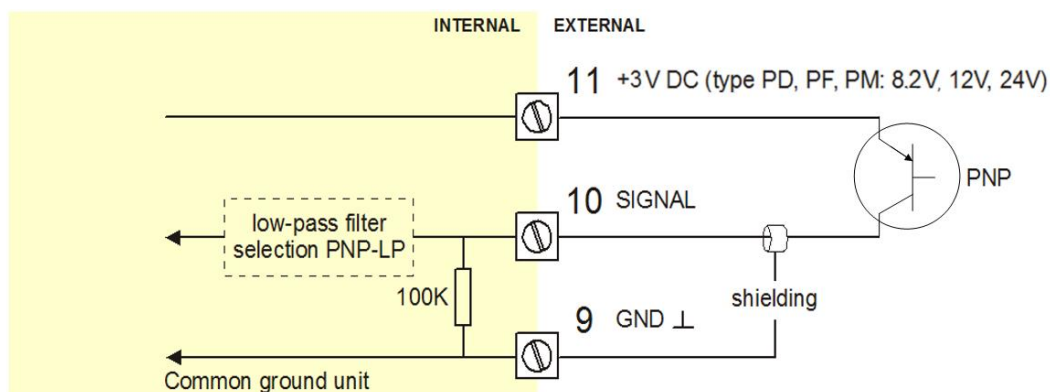 INTERNAL EXTERNAL
11 +3V DC (type PD, PF, PM: 8.2V, 12V, 24V)
PNP
10 SIGNAL
low-pass filter
selection PNP-LP
100K
shielding
9 GND ⊥
Common ground unit